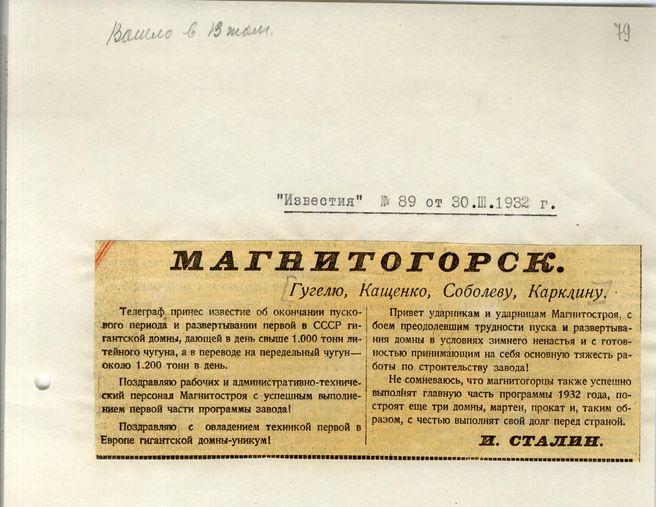 Вошло в 13 том.
79
"Известия" № 89 от 30.III.1932 г.
МАГНИТОГОРСК.
[Гугелю, Кащенко, Соболеву, Карклину.]
Телеграф принес известие об окончании пуско-
вого периода и развертывании первой в СССР ги-
гантской домны, дающей в день свыше 1.000 тонн ли-
тейного чугуна, а в переводе на передельный чугун—
около 1.200 тонн в день.
Поздравляю рабочих и административно-техниче-
ский персонал Магнитостроя с успешным выполне-
нием первой части программы завода!
Поздравляю с овладением техникой первой в
Европе гигантской домны-уникум!
Привет ударникам и ударницам Магнитостроя, с
боем преодолевшим трудности пуска и развертыва-
ния домны в условиях зимнего ненастья и с готов-
ностью принимающим на себя основную тяжесть ра-
боты по строительству завода!
Не сомневаюсь, что магнитогорцы также успешно
выполнят главную часть программы 1932 года, по-
строят еще три домны, мартен, прокат и, таким об-
разом, с честью выполнят свой долг перед страной.
И. СТАЛИН.